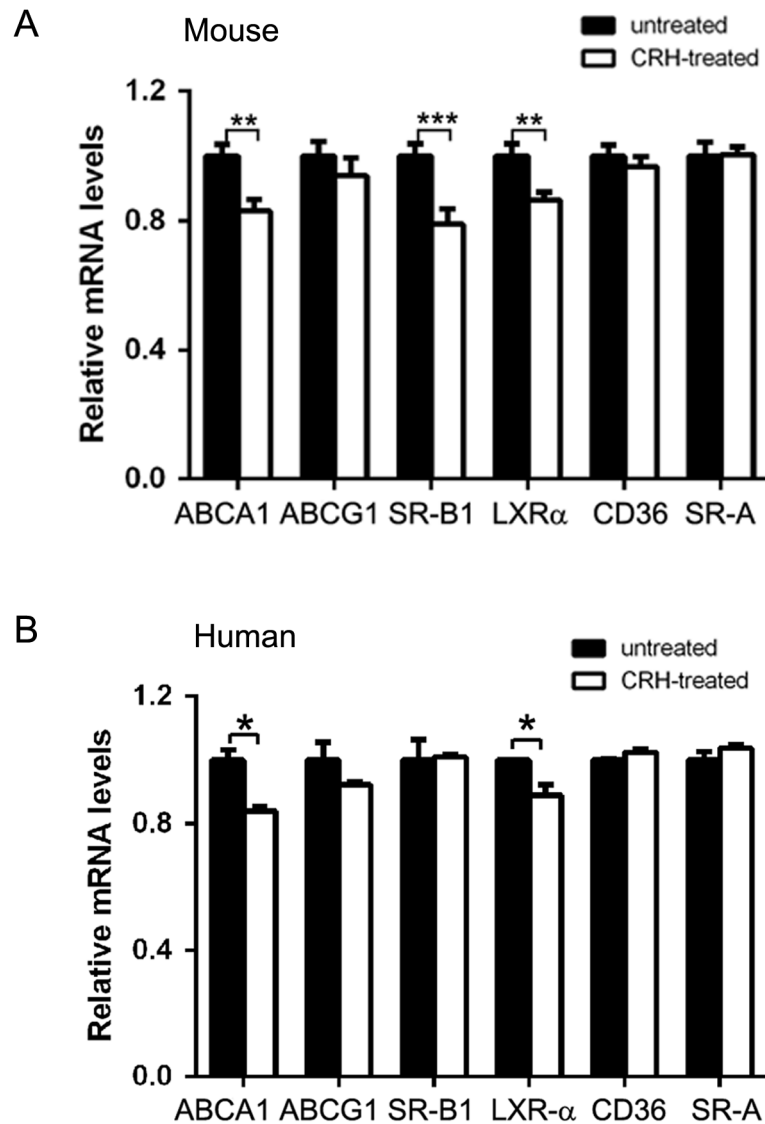 A
Mouse
untreated
CRH-treated
Relative mRNA levels
1.2
0.8
0.4
0.0
** *** **
ABCA1 ABCG1 SR-B1 LXRα CD36 SR-A
B
Human
untreated
CRH-treated
Relative mRNA levels
1.2
0.8
0.4
0.0
* *
ABCA1 ABCG1 SR-B1 LXR-α CD36 SR-A